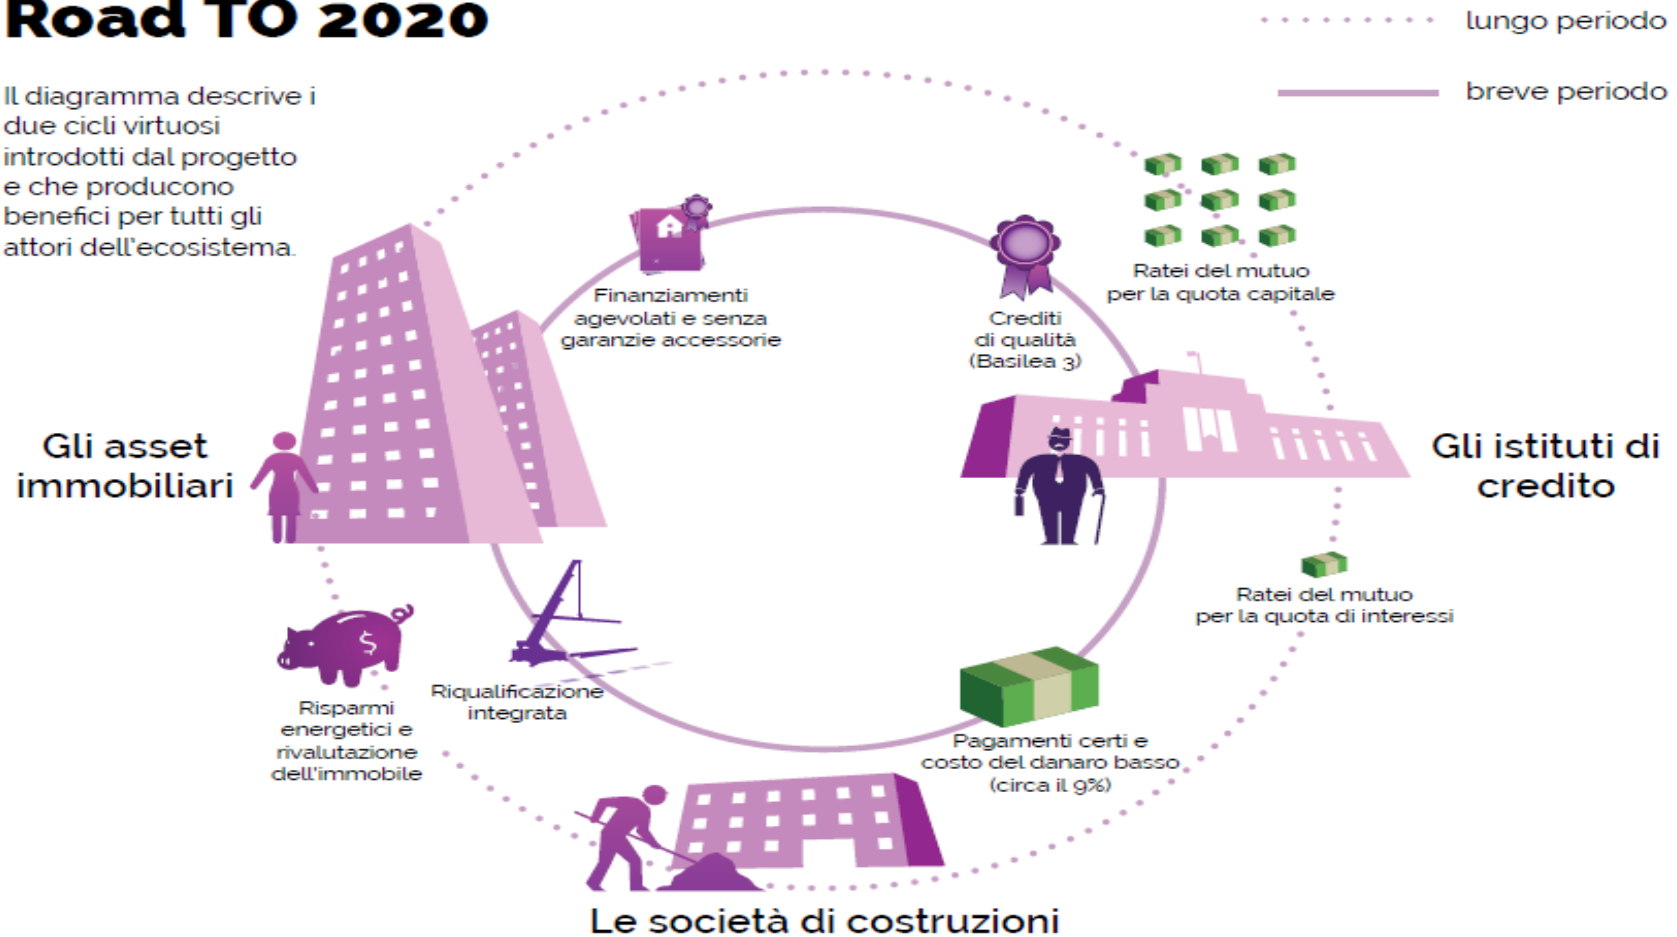 Road TO 2020
lungo periodo
breve periodo
Il diagramma descrive i
due cicli virtuosi
introdotti dal progetto
e che producono
benefici per tutti gli
attori dell'ecosistema.
Finanziamenti
agevolati e senza
garanzie accessorie
Crediti
di qualità
(Basilea 3)
Ratei del mutuo
per la quota capitale
Gli asset
immobiliari
Gli istituti di
credito
Ratei del mutuo
per la quota di interessi
$
Risparmi
energetici e
rivalutazione
dell'immobile
Riqualificazione
integrata
Pagamenti certi e
costo del danaro basso
(circa il 9%)
Le società di costruzioni